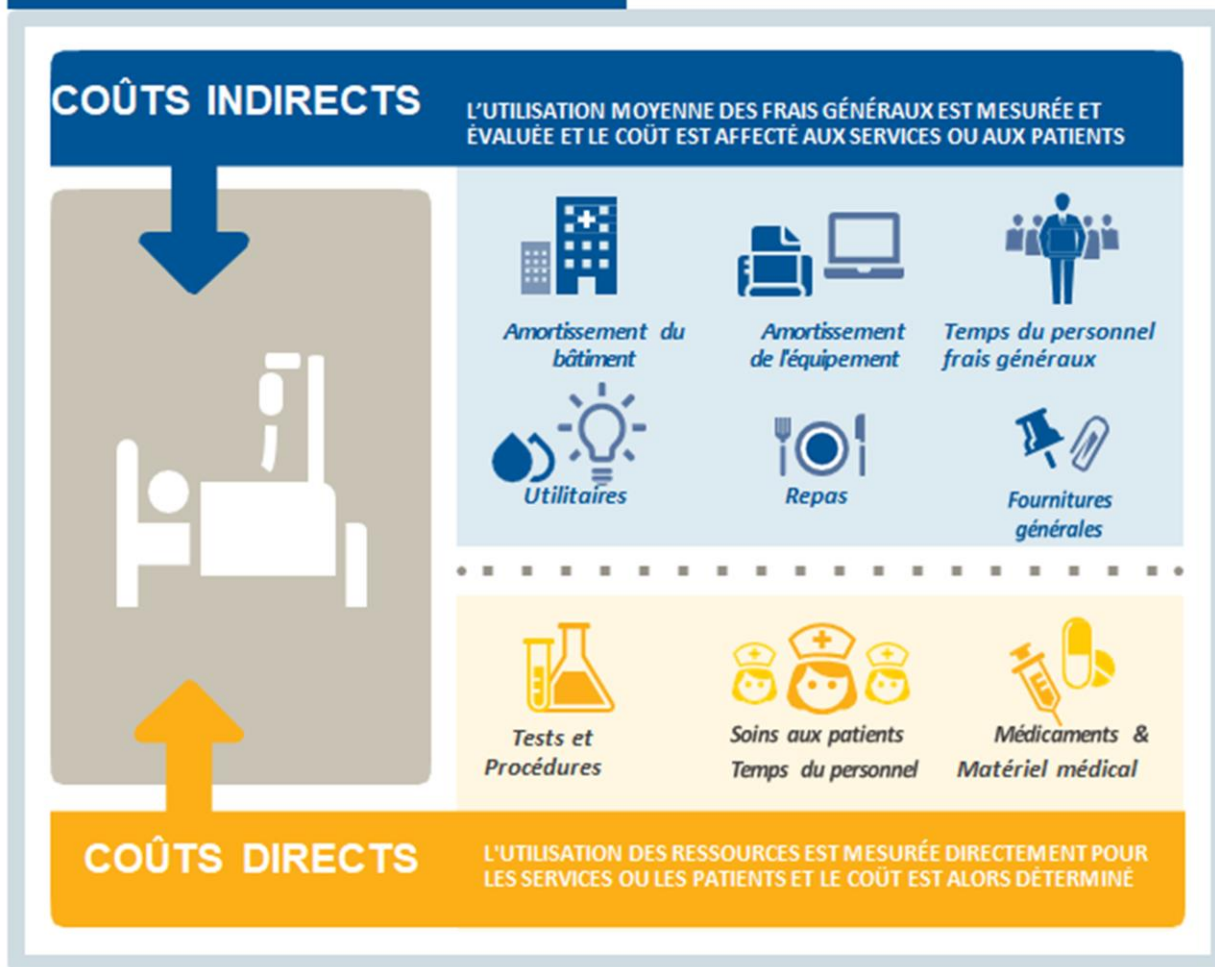 COÛTS INDIRECTS
L'UTILISATION MOYENNE DES FRAIS GÉNÉRAUX EST MESURÉE ET
ÉVALUÉE ET LE COÛT EST AFFECTÉ AUX SERVICES OU AUX PATIENTS
Amortissement du
bâtiment
Amortissement
de l'équipement
Temps du personnel
frais généraux
Utilitaires
Repas
Fournitures
générales
Tests et
Procédures
Soins aux patients
Temps du personnel
Médicaments &
Matériel médical
COÛTS DIRECTS
L'UTILISATION DES RESSOURCES EST MESURÉE DIRECTEMENT POUR
LES SERVICES OU LES PATIENTS ET LE COÛT EST ALORS DÉTERMINÉ